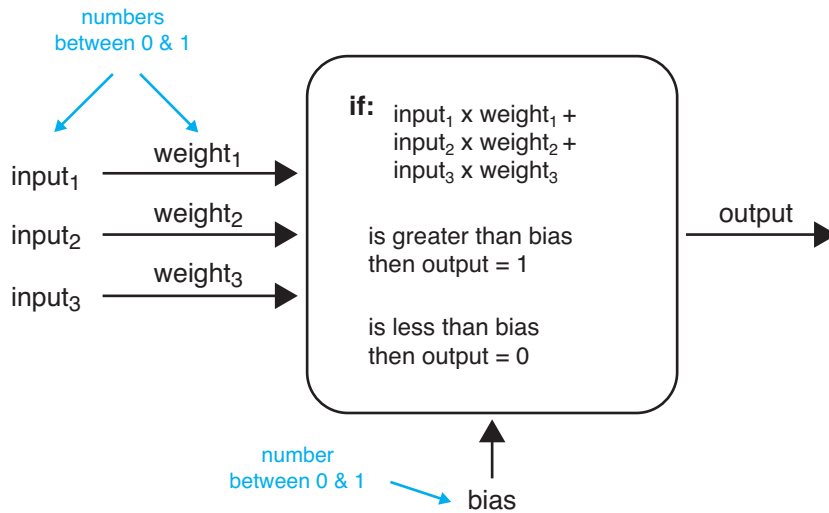 numbers
between 0 & 1
if: input₁ x weight₁ +
input₂ x weight₂ +
input₃ x weight₃
weight₁
input₁
weight₂
input₂
weight₃
input₃
is greater than bias
then output = 1
output
is less than bias
then output = 0
number
between 0 & 1
bias